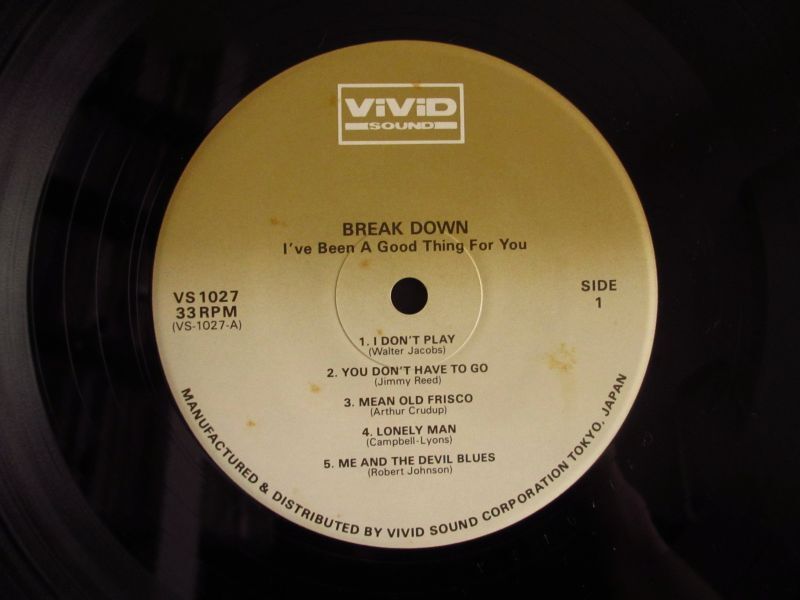 ViViD
SOUND
BREAK DOWN
I've Been A Good Thing For You
VS 1027
33 RPM
(VS-1027-A)
SIDE
1
1. I DON'T PLAY
(Walter Jacobs)
2. YOU DON'T HAVE TO GO
(Jimmy Reed)
3. MEAN OLD FRISCO
(Arthur Crudup)
4. LONELY MAN
(Campbell-Lyons)
5. ME AND THE DEVIL BLUES
(Robert Johnson)
MANUFACTURED & DISTRIBUTED BY VIVID SOUND CORPORATION TOKYO, JAPAN